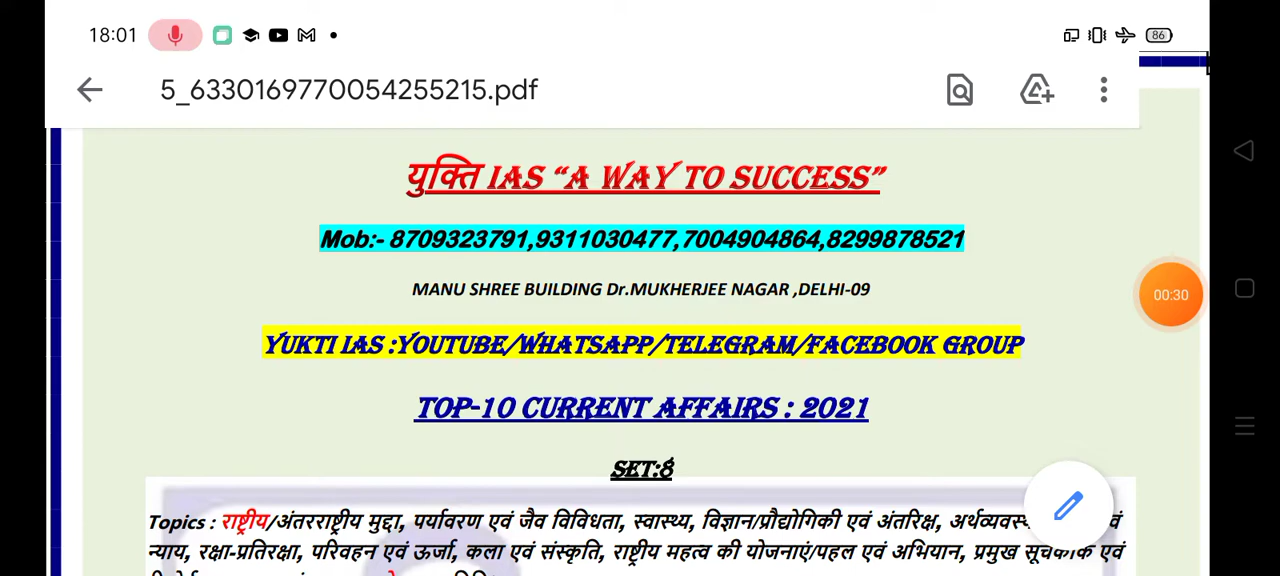 18:01
86
5_6330169770054255215.pdf
युक्ति IAS “A WAY TO SUCCESS”
Mob:- 8709323791,9311030477,7004904864,8299878521
00:30
MANU SHREE BUILDING Dr.MUKHERJEE NAGAR ,DELHI-09
YUKTI IAS :YOUTUBE/WHATSAPP/TELEGRAM/FACEBOOK GROUP
TOP-10 CURRENT AFFAIRS : 2021
SET:8
Topics : राष्ट्रीय/अंतरराष्ट्रीय मुद्दा, पर्यावरण एवं जैव विविधता, स्वास्थ्य, विज्ञान/प्रौद्योगिकी एवं अंतरिक्ष,
न्याय, रक्षा-प्रतिरक्षा, परिवहन एवं ऊर्जा, कला एवं संस्कृति, राष्ट्रीय महत्व की योजनाएं/पहल एवं अभियान, प्रमुख सूचकांक एवं